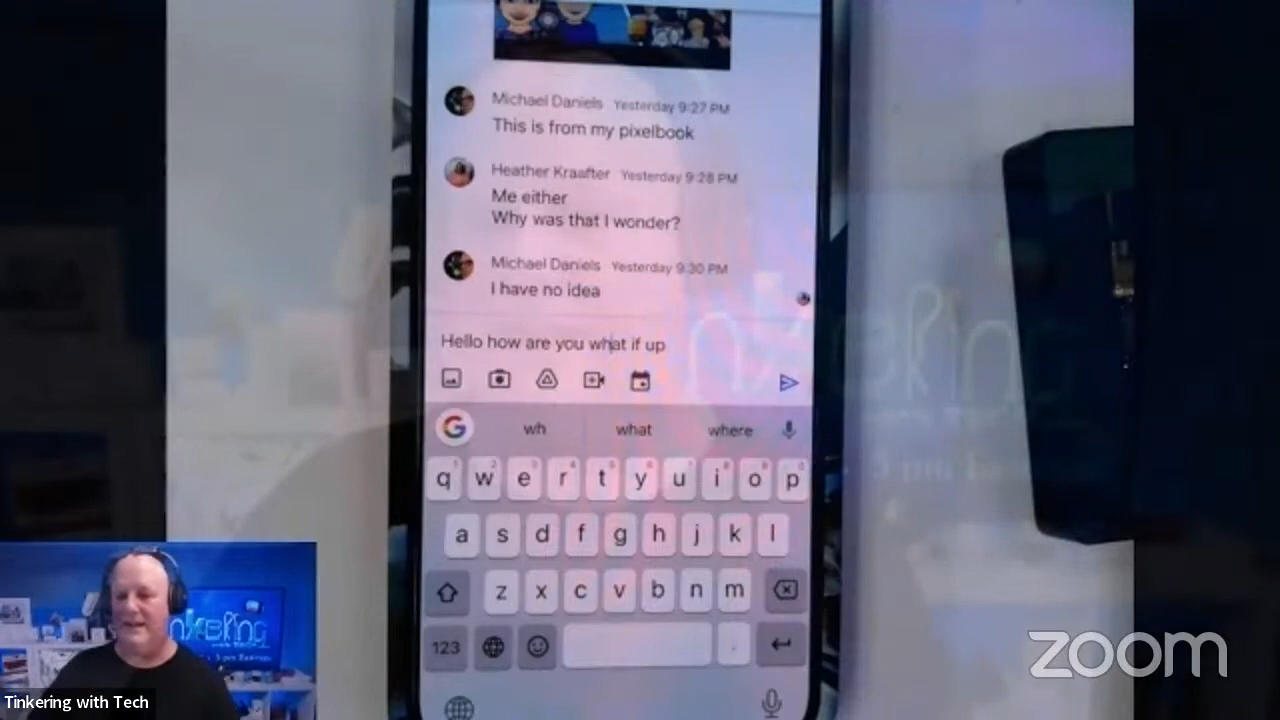 Michael Daniels Yesterday 9:27 PM
This is from my pixelbook
Heather Kraafter Yesterday 9:28 PM
Me either
Why was that I wonder?
Michael Daniels Yesterday 9:30 PM
I have no idea
Hello how are you what if up
G wh what where
q w e r t y u i o p
a s d f g h j k l
z x c v b n m
123 .
Tinkering with Tech
zoom